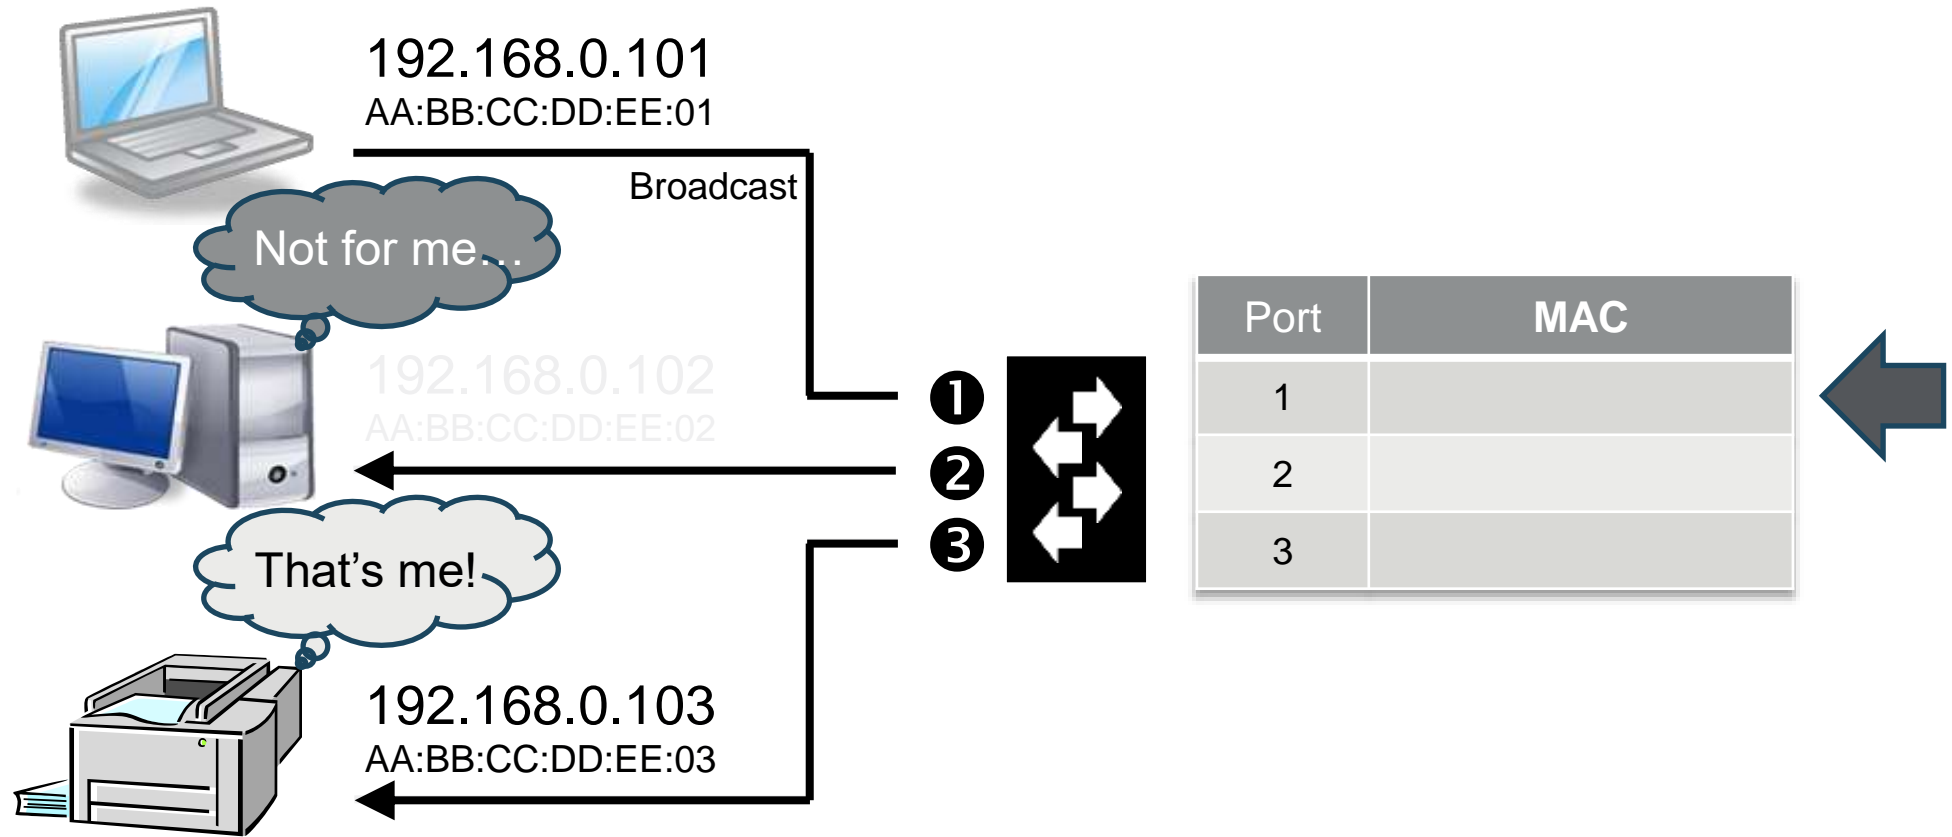 192.168.0.101
AA:BB:CC:DD:EE:01
Broadcast
Not for me...
192.168.0.102
AA:BB:CC:DD:EE:02
That’s me!
192.168.0.103
AA:BB:CC:DD:EE:03
1
2
3
Port MAC
1
2
3